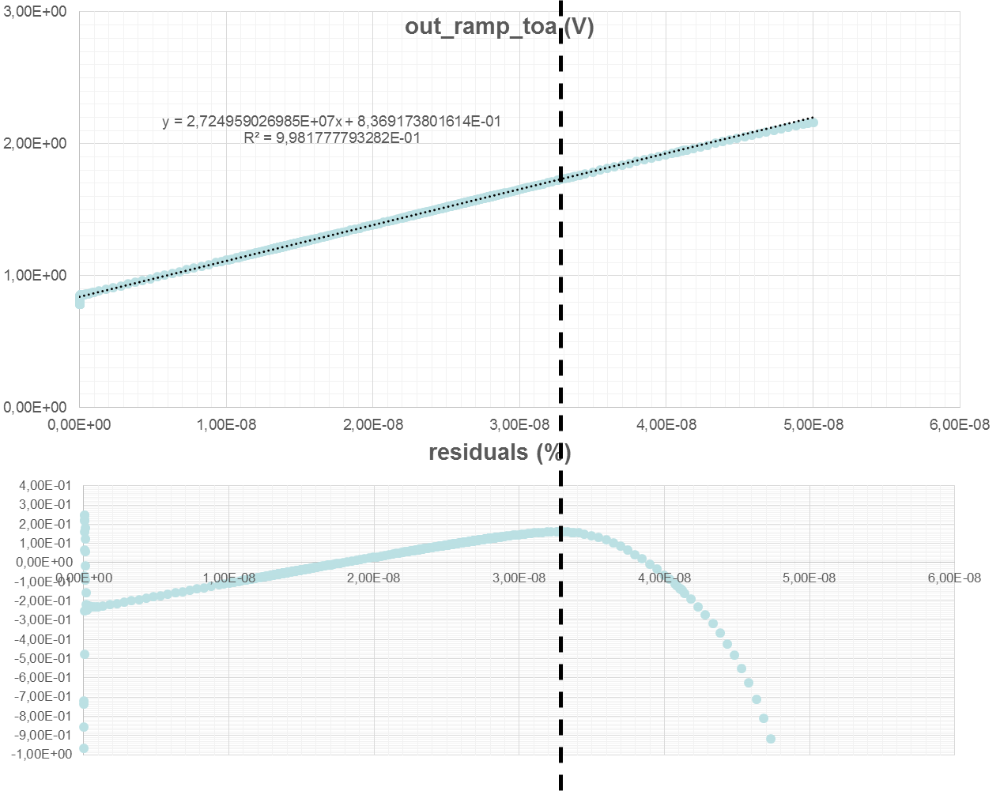 3,00E+00
out_ramp_toa (V)
y = 2,724959026985E+07x + 8,369173801614E-01
R² = 9,981777793282E-01
2,00E+00
1,00E+00
0,00E+00
0,00E+00 1,00E-08 2,00E-08 3,00E-08 4,00E-08 5,00E-08 6,00E-08
residuals (%)
4,00E-01
3,00E-01
2,00E-01
1,00E-01
0,00E+00
0,00E+00 1,00E-08 2,00E-08 3,00E-08 4,00E-08 5,00E-08 6,00E-08
-1,00E-01
-2,00E-01
-3,00E-01
-4,00E-01
-5,00E-01
-6,00E-01
-7,00E-01
-8,00E-01
-9,00E-01
-1,00E+00